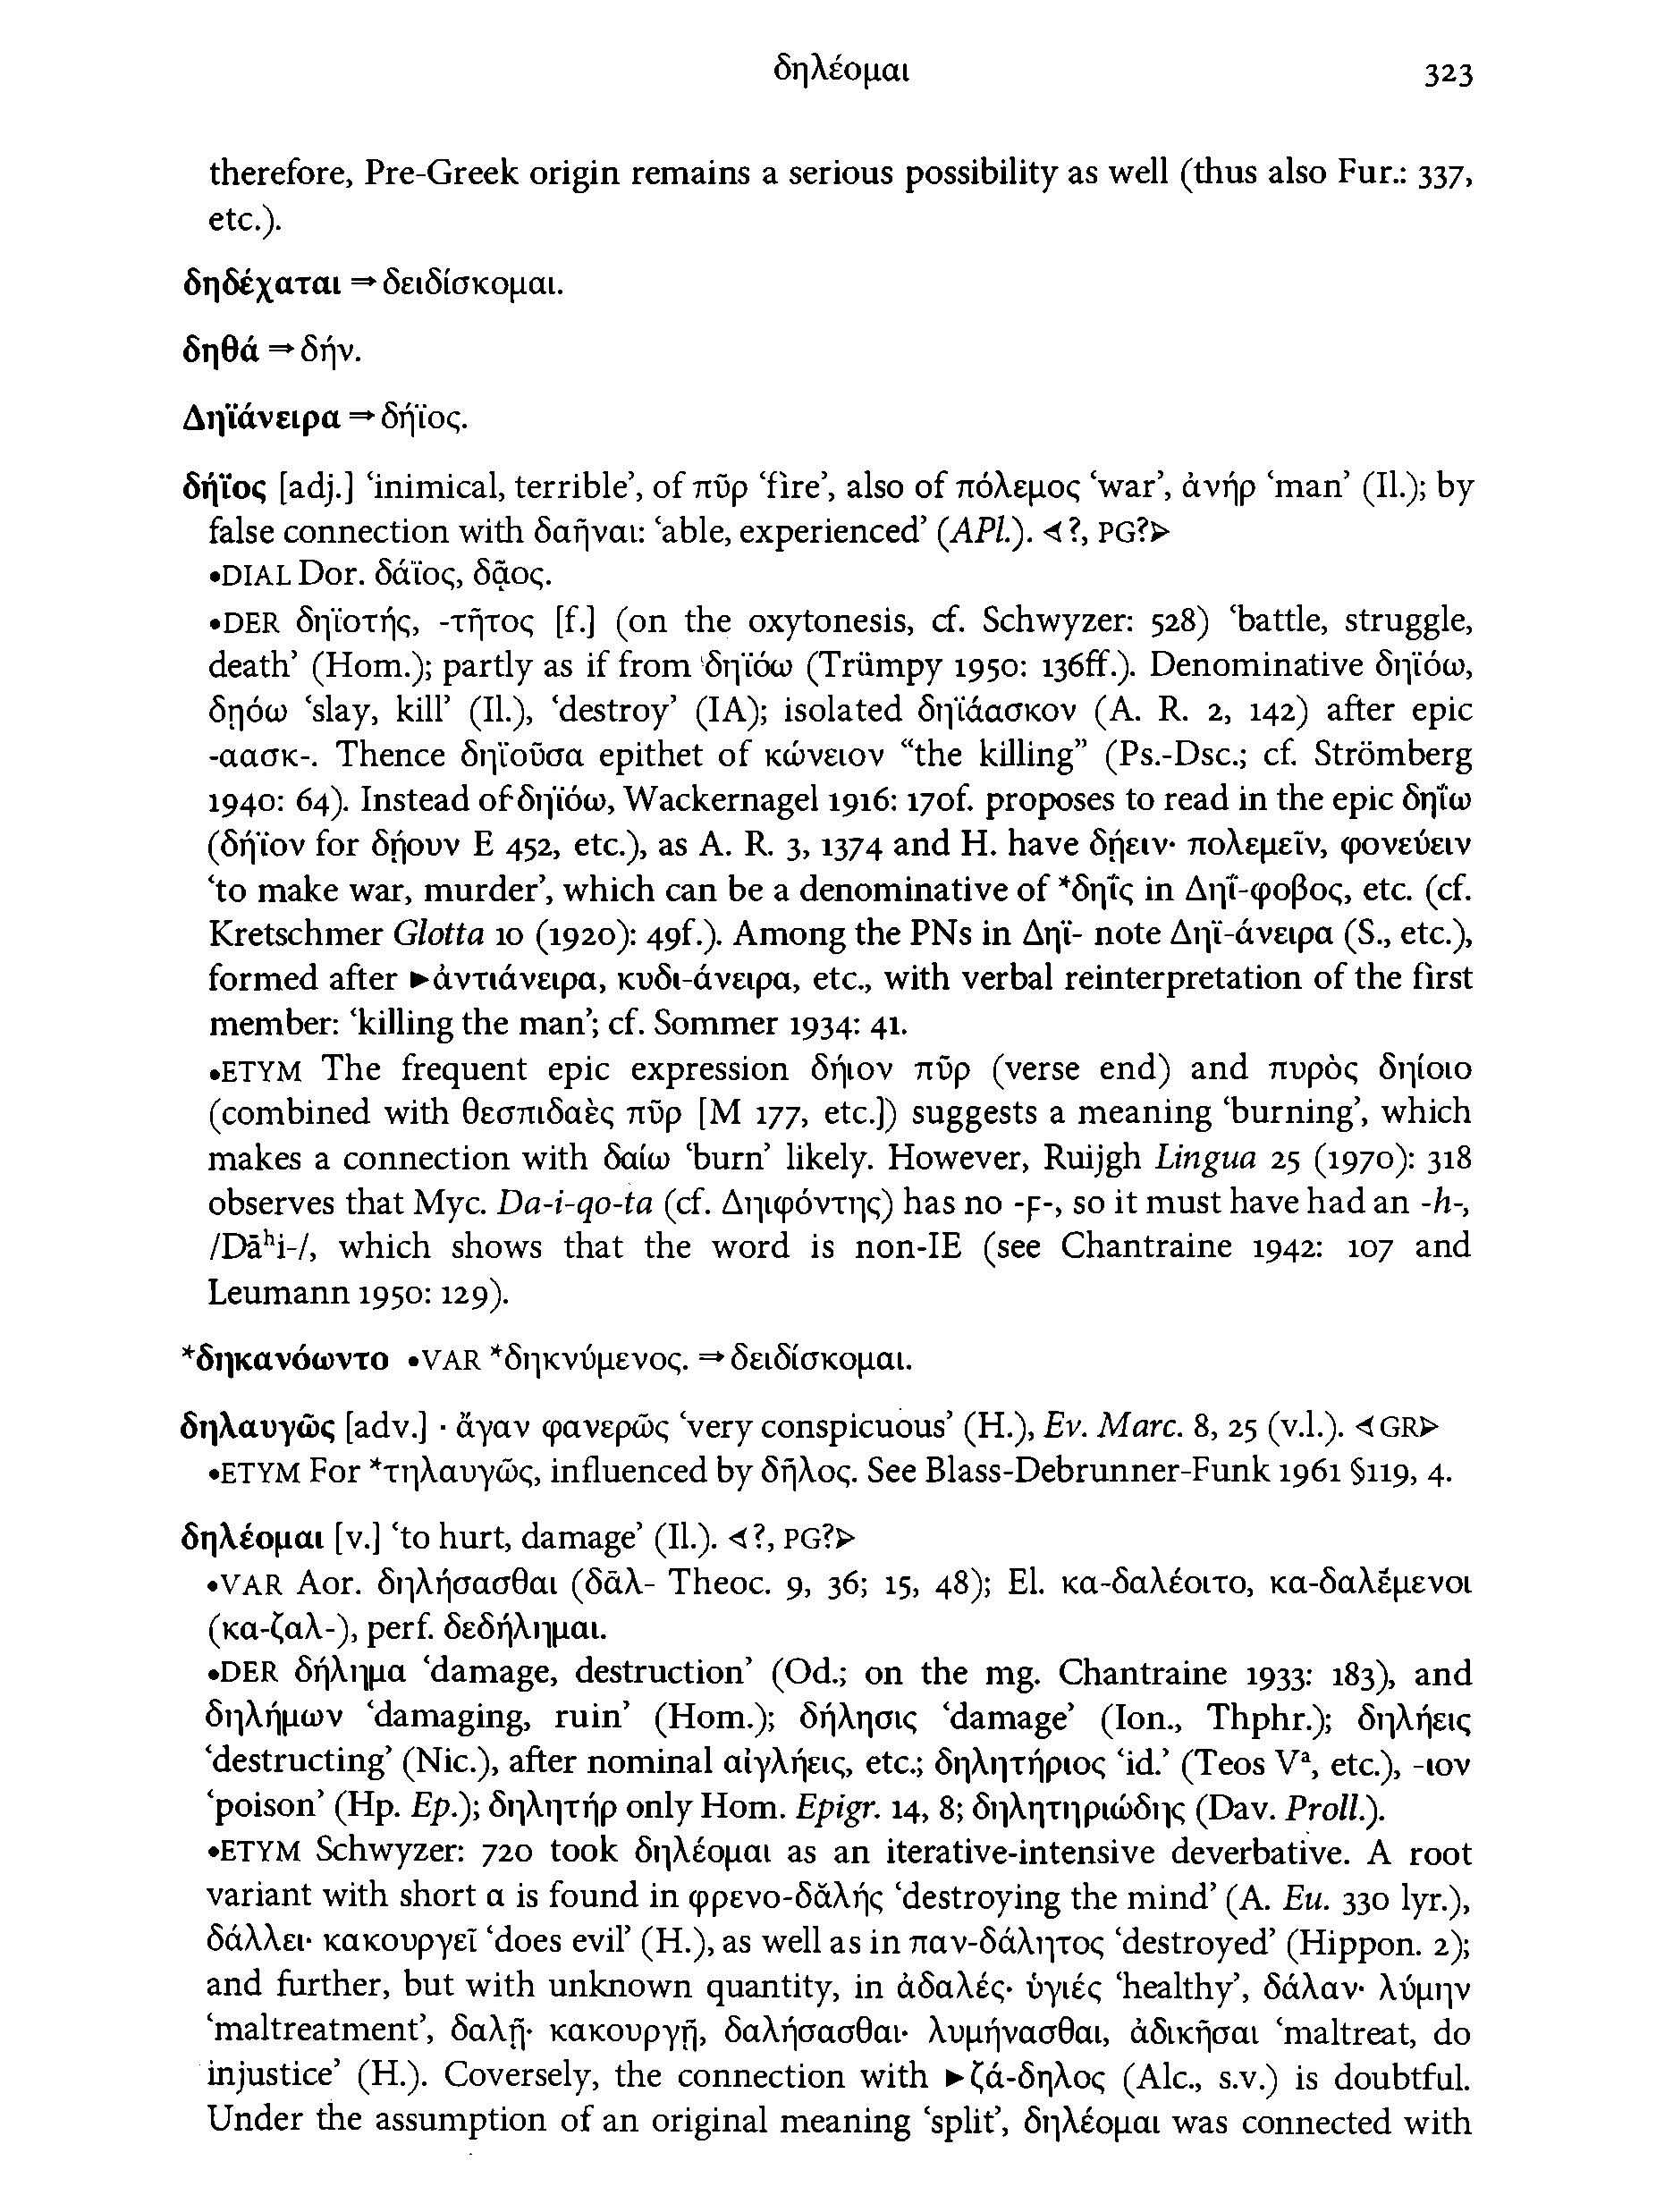 δηλέομαι 323
therefore, Pre-Greek origin remains a serious possibility as well (thus also Fur.: 337,
etc.).
δηδέχαται ⇒ δειδίσκομαι.
δηθά ⇒ δήν.
Δηϊάνειρα ⇒ δήϊος.
δήϊος [adj.] ‘inimical, terrible’, of πῦρ ‘fire’, also of πόλεμος ‘war’, ἀνήρ ‘man’ (Il.); by
false connection with δαῆναι: ‘able, experienced’ (APl.). ◁?, PG?▷
•DIAL Dor. δάϊος, δᾷος.
•DER δηϊοτής, -τῆτος [f.] (on the oxytonesis, cf. Schwyzer: 528) ‘battle, struggle,
death’ (Hom.); partly as if from δηϊόω (Trümpy 1950: 136ff.). Denominative δηϊόω,
δῃόω ‘slay, kill’ (Il.), ‘destroy’ (IA); isolated δηϊάασκον (A. R. 2, 142) after epic
-αασκ-. Thence δηϊοῦσα epithet of κώνειον “the killing” (Ps.-Dsc.; cf. Strömberg
1940: 64). Instead of δηϊόω, Wackernagel 1916: 170f. proposes to read in the epic δηΐω
(δήϊον for δῄουν E 452, etc.), as A. R. 3, 1374 and H. have δῄειν· πολεμεῖν, φονεύειν
‘to make war, murder’, which can be a denominative of *δηΐς in Δηΐ-φοβος, etc. (cf.
Kretschmer Glotta 10 (1920): 49f.). Among the PNs in Δηϊ- note Δηϊ-άνειρα (S., etc.),
formed after ►ἀντιάνειρα, κυδι-άνειρα, etc., with verbal reinterpretation of the first
member: ‘killing the man’; cf. Sommer 1934: 41.
•ETYM The frequent epic expression δήιον πῦρ (verse end) and πυρὸς δηίοιο
(combined with θεσπιδαὲς πῦρ [M 177, etc.]) suggests a meaning ‘burning’, which
makes a connection with δαίω ‘burn’ likely. However, Ruijgh Lingua 25 (1970): 318
observes that Myc. Da-i-qo-ta (cf. Δηιφόντης) has no -ϝ-, so it must have had an -h-,
/Dāʰi-/, which shows that the word is non-IE (see Chantraine 1942: 107 and
Leumann 1950: 129).
*δηκανόωντο •VAR *δηκνύμενος. ⇒ δειδίσκομαι.
δηλαυγῶς [adv.] · ἄγαν φανερῶς ‘very conspicuous’ (H.), Ev. Marc. 8, 25 (v.l.). ◁GR▷
•ETYM For *τηλαυγῶς, influenced by δῆλος. See Blass-Debrunner-Funk 1961 §119, 4.
δηλέομαι [v.] ‘to hurt, damage’ (Il.). ◁?, PG?▷
•VAR Aor. δηλήσασθαι (δᾱλ- Theoc. 9, 36; 15, 48); El. κα-δαλέοιτο, κα-δαλε̄́μενοι
(κα-ζαλ-), perf. δεδήλημαι.
•DER δήλημα ‘damage, destruction’ (Od.; on the mg. Chantraine 1933: 183), and
δηλήμων ‘damaging, ruin’ (Hom.); δήλησις ‘damage’ (Ion., Thphr.); δηλήεις
‘destructing’ (Nic.), after nominal αἰγλήεις, etc.; δηλητήριος ‘id.’ (Teos Vᵃ, etc.), -ιον
‘poison’ (Hp. Ep.); δηλητήρ only Hom. Epigr. 14, 8; δηλητηριώδης (Dav. Proll.).
•ETYM Schwyzer: 720 took δηλέομαι as an iterative-intensive deverbative. A root
variant with short α is found in φρενο-δᾰλής ‘destroying the mind’ (A. Eu. 330 lyr.),
δάλλει· κακουργεῖ ‘does evil’ (H.), as well as in παν-δάλητος ‘destroyed’ (Hippon. 2);
and further, but with unknown quantity, in ἀδαλές· ὑγιές ‘healthy’, δάλαν· λύμην
‘maltreatment’, δαλῇ· κακουργῇ, δαλήσασθαι· λυμήνασθαι, ἀδικῆσαι ‘maltreat, do
injustice’ (H.). Coversely, the connection with ►ζά-δηλος (Alc., s.v.) is doubtful.
Under the assumption of an original meaning ‘split’, δηλέομαι was connected with